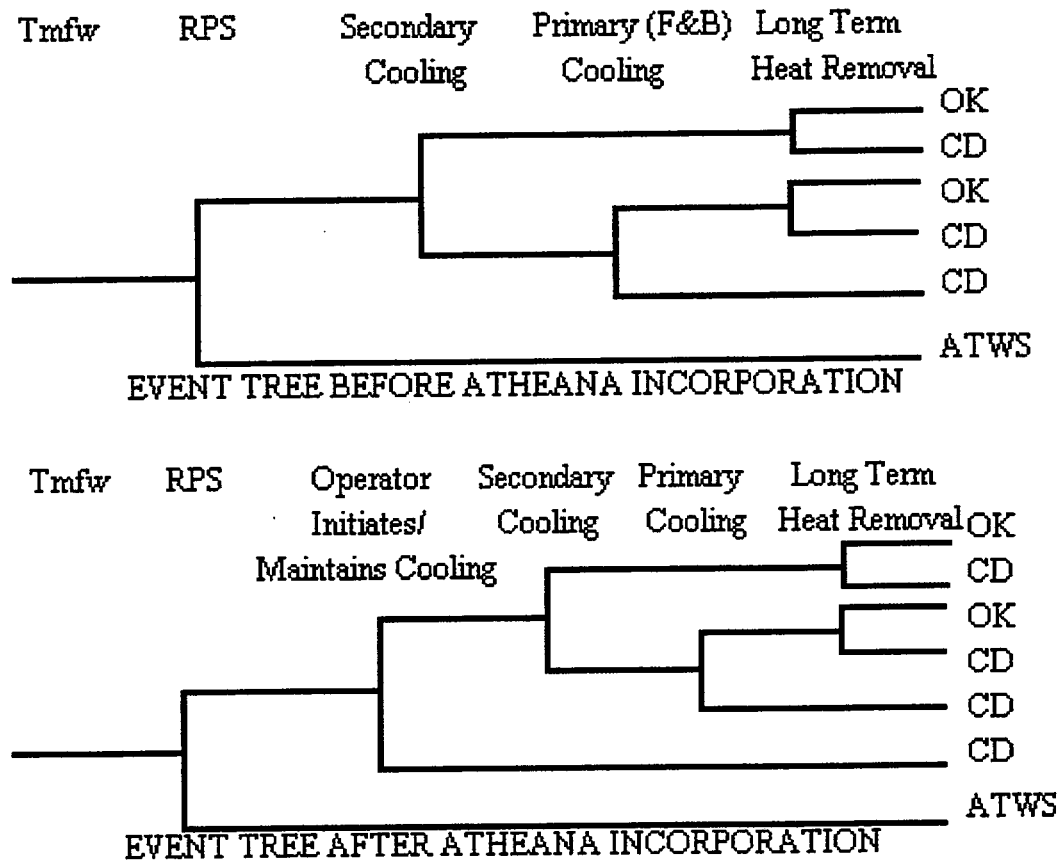 Tmfw RPS Secondary Primary (F&B) Long Term
Cooling Cooling Heat Removal
OK
CD
OK
CD
CD
ATWS
EVENT TREE BEFORE ATHEANA INCORPORATION
Tmfw RPS Operator Secondary Primary Long Term
Initiates/ Cooling Cooling Heat Removal
Maintains Cooling
OK
CD
OK
CD
CD
CD
ATWS
EVENT TREE AFTER ATHEANA INCORPORATION